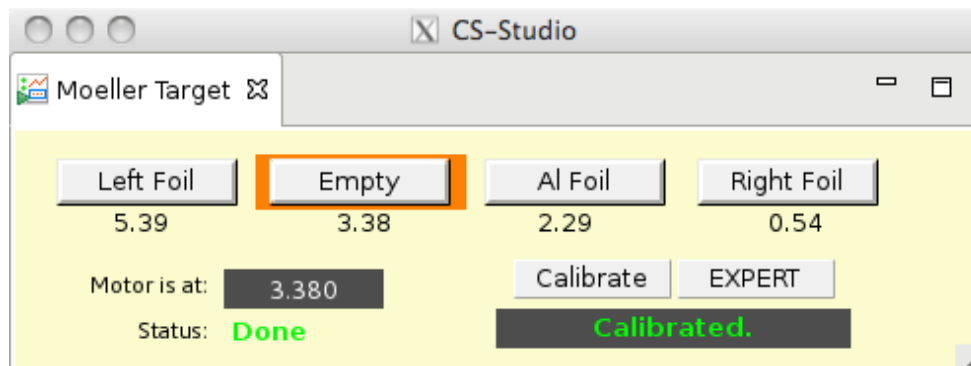 CS-Studio
Moeller Target
Left Foil Empty Al Foil Right Foil
5.39 3.38 2.29 0.54
Motor is at: 3.380 Calibrate EXPERT
Status: Done Calibrated.